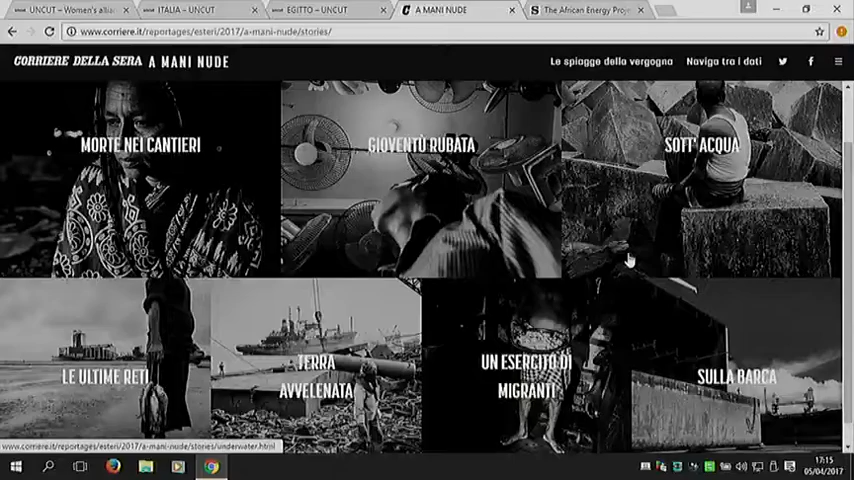 UNCUT – Women's allia
ITALIA – UNCUT
EGITTO – UNCUT
A MANI NUDE
The African Energy Proje
www.corriere.it/reportages/esteri/2017/a-mani-nude/stories/
CORRIERE DELLA SERA A MANI NUDE
Le spiagge della vergogna
Naviga tra i dati
MORTE NEI CANTIERI
GIOVENTÙ RUBATA
SOTT'ACQUA
LE ULTIME RETI
TERRA
AVVELENATA
UN ESERCITO DI
MIGRANTI
SULLA BARCA
www.corriere.it/reportages/esteri/2017/a-mani-nude/stories/underwater.html
17:15
05/04/2017